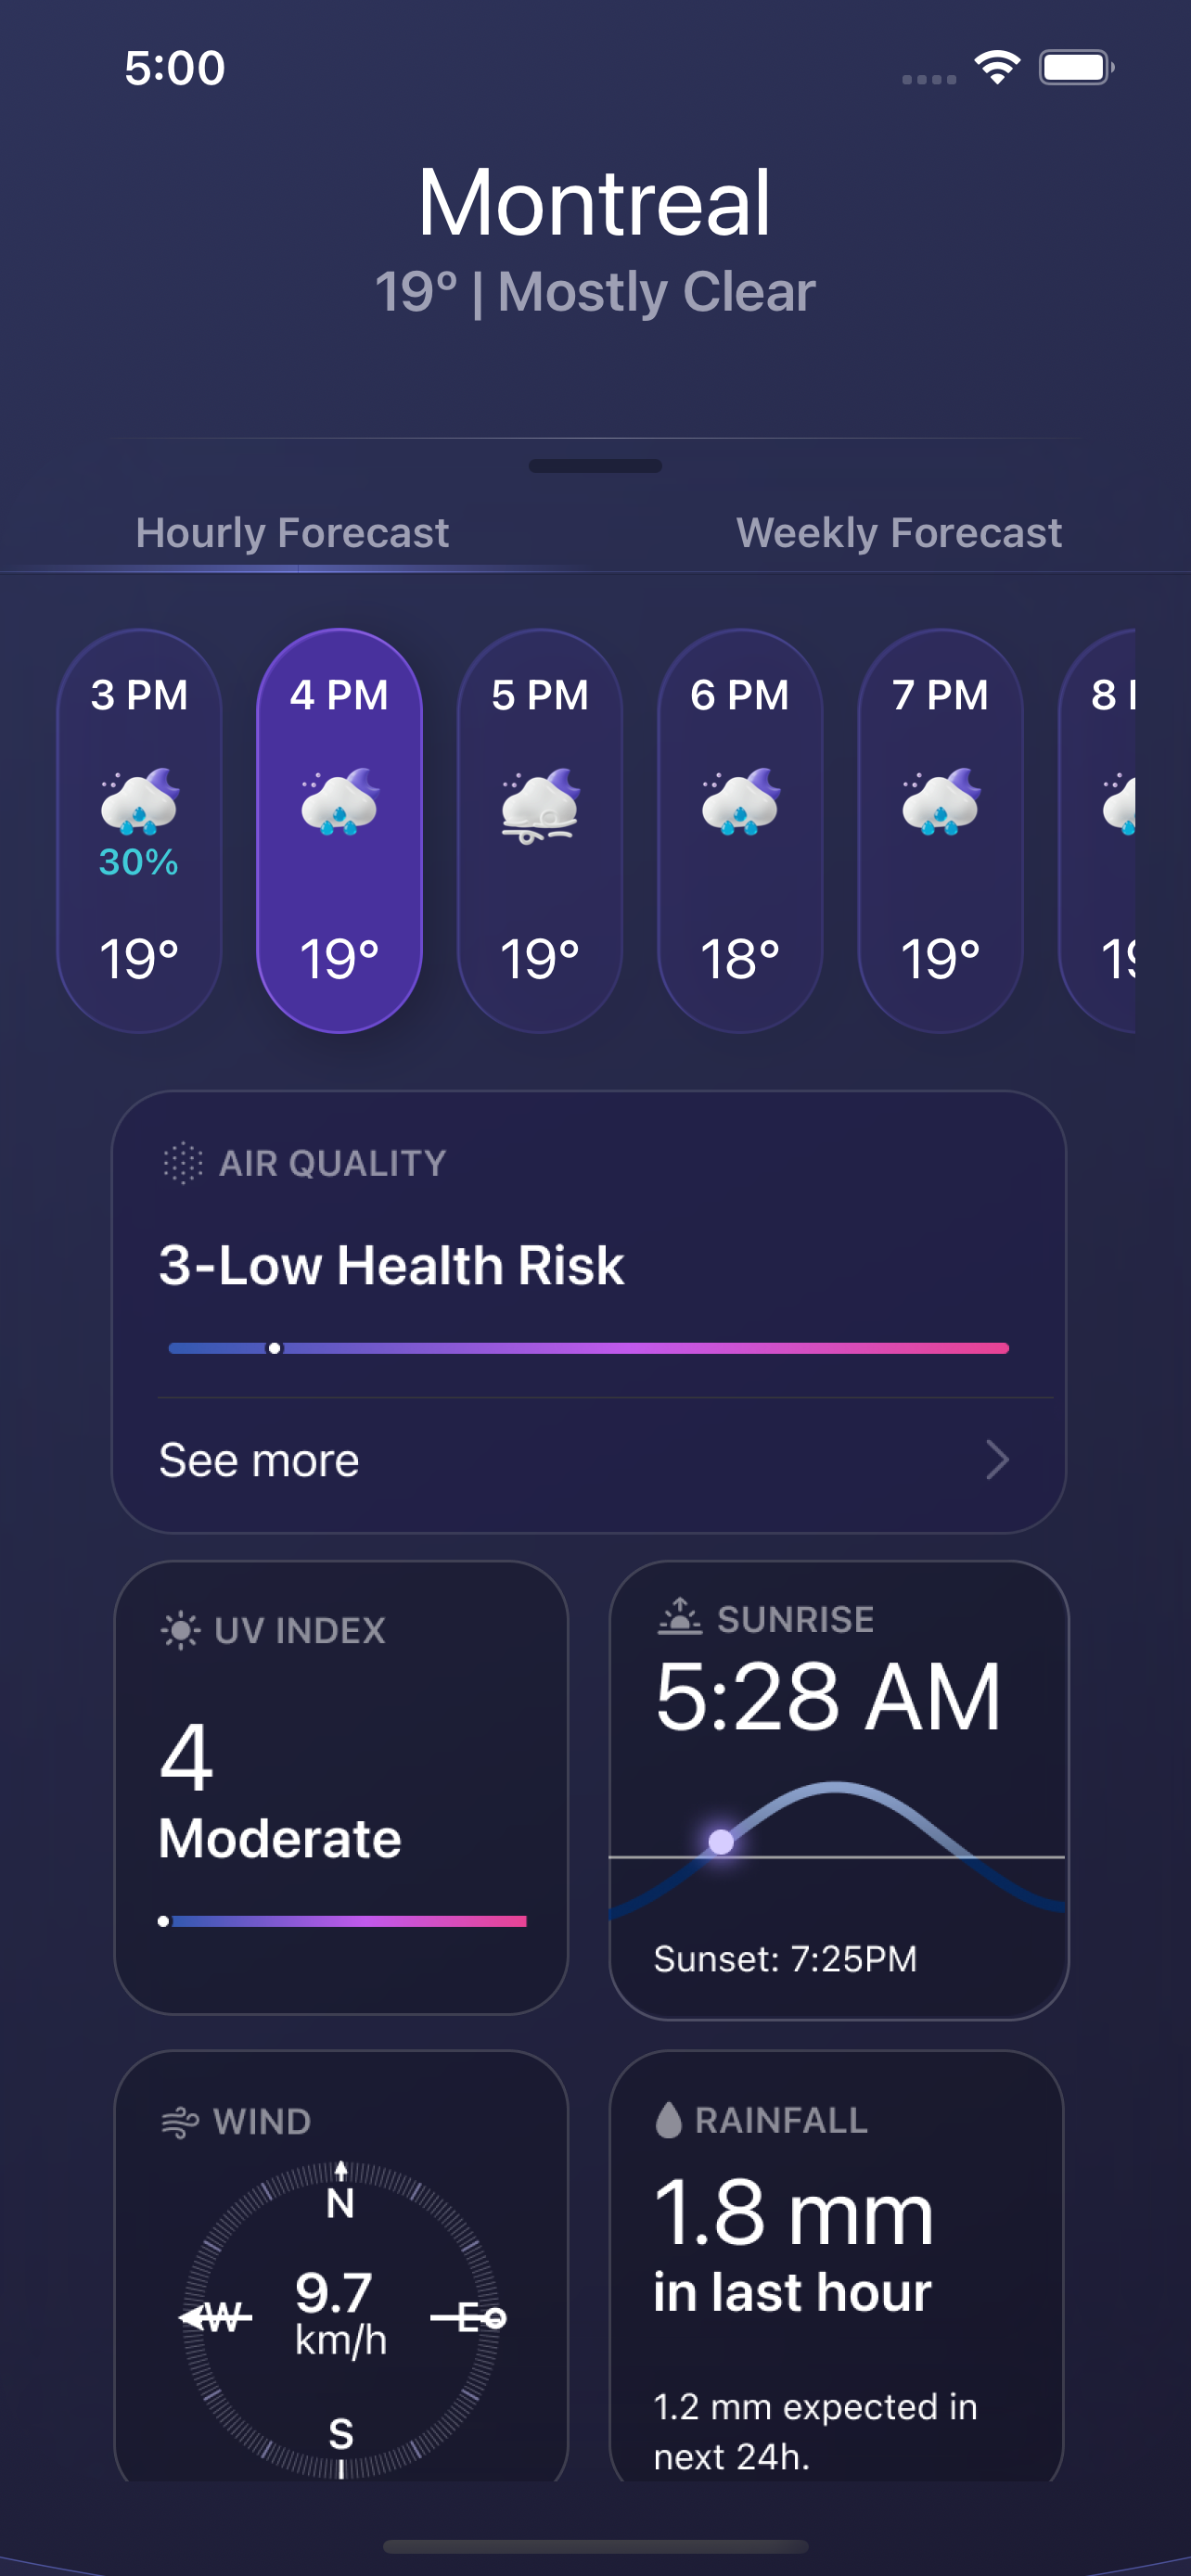 5:00
Montreal
19° | Mostly Clear
Hourly Forecast
Weekly Forecast
3 PM
4 PM
5 PM
6 PM
7 PM
8
30%
19°
19°
19°
18°
19°
AIR QUALITY
3-Low Health Risk
See more
UV INDEX
4
Moderate
SUNRISE
5:28 AM
Sunset: 7:25PM
WIND
N
W
9.7
km/h
E
S
RAINFALL
1.8 mm
in last hour
1.2 mm expected in
next 24h.